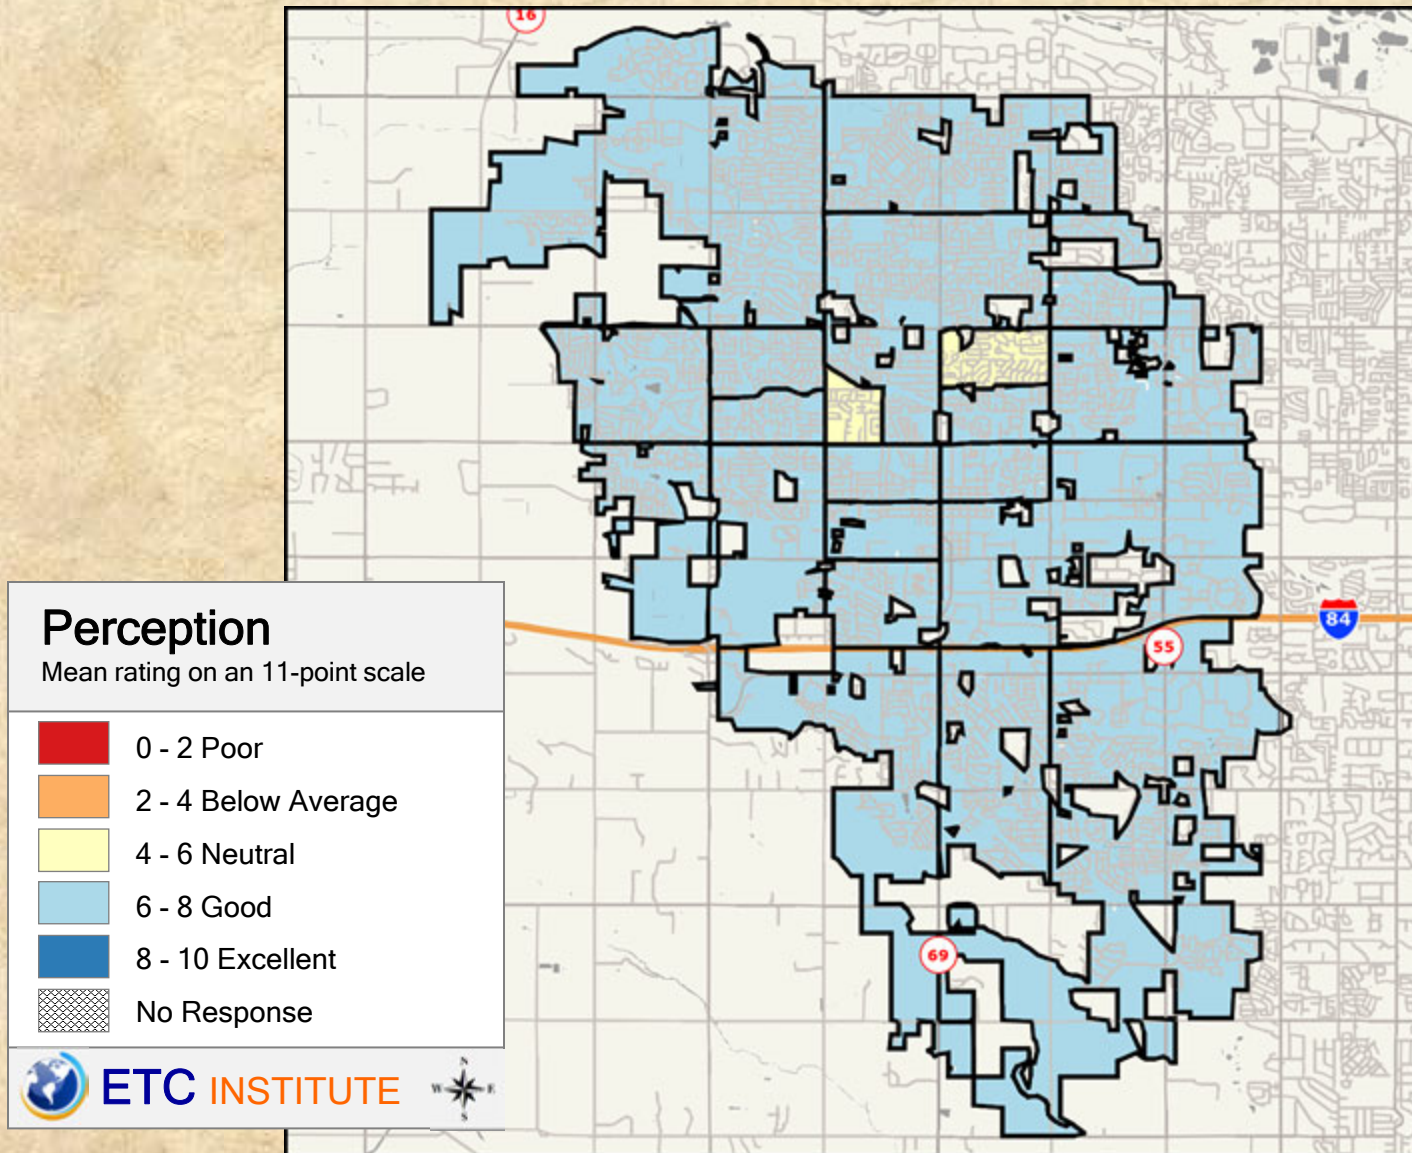 16
84
55
69
Perception
Mean rating on an 11-point scale
0 - 2 Poor
2 - 4 Below Average
4 - 6 Neutral
6 - 8 Good
8 - 10 Excellent
No Response
ETC INSTITUTE
N
W E
S